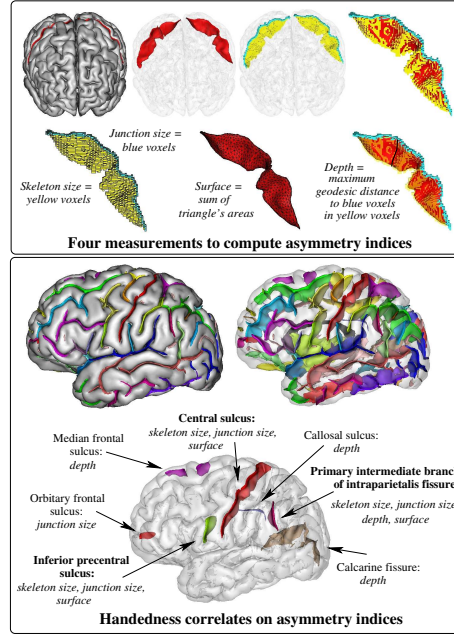 Junction size =
blue voxels
Skeleton size =
yellow voxels
Surface =
sum of
triangle's areas
Depth =
maximum
geodesic distance
to blue voxels
in yellow voxels
Four measurements to compute asymmetry indices
Central sulcus:
skeleton size, junction size,
surface
Median frontal
sulcus:
depth
Callosal sulcus:
depth
Primary intermediate branch
of intraparietalis fissure
skeleton size, junction size
depth, surface
Orbitary frontal
sulcus:
junction size
Inferior precentral
sulcus:
skeleton size, junction size,
surface
Calcarine fissure:
depth
Handedness correlates on asymmetry indices